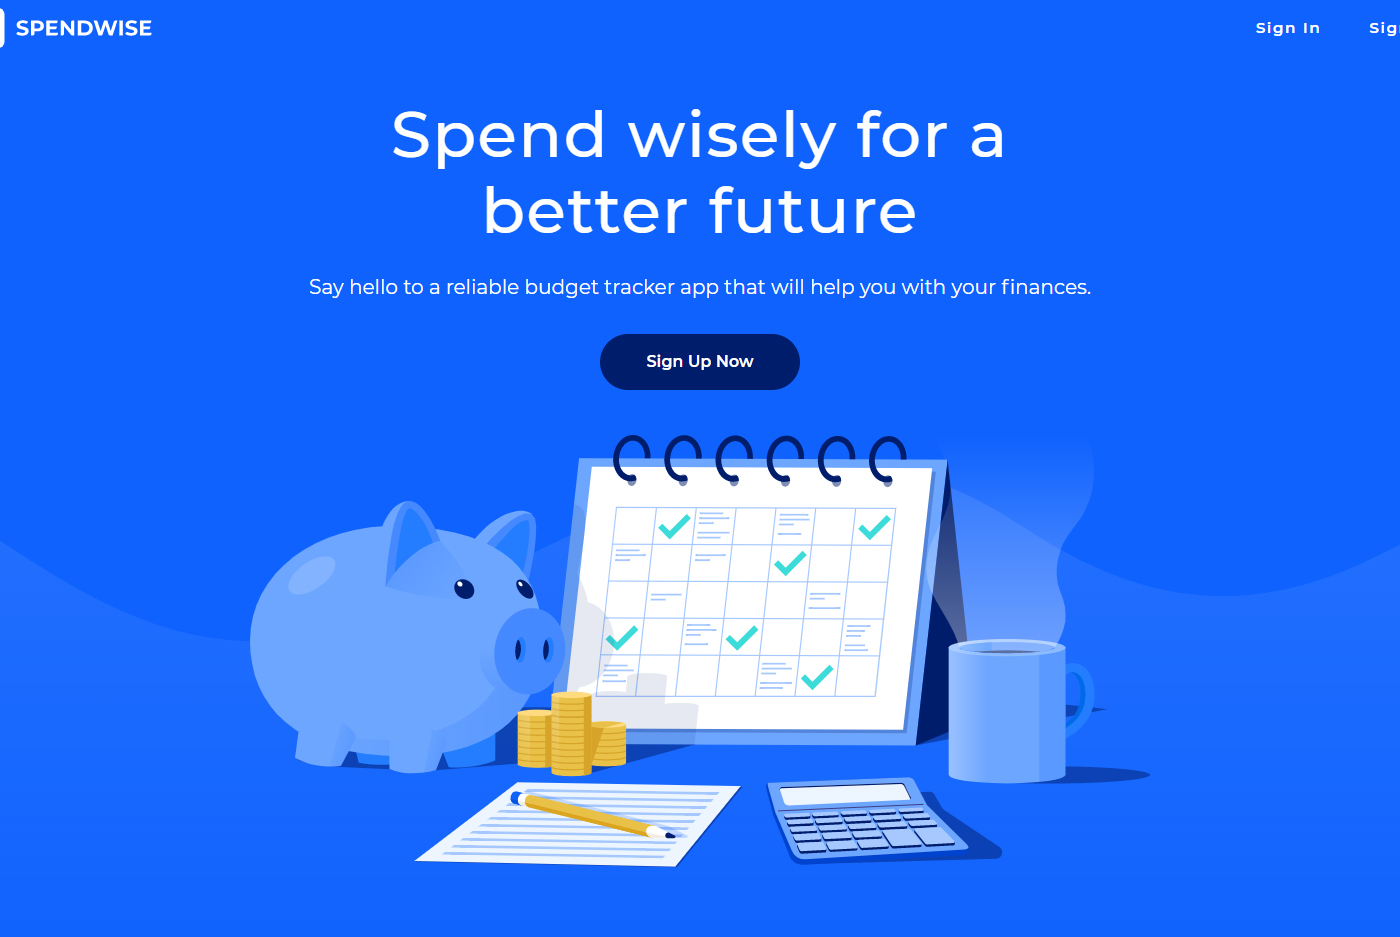 SPENDWISE
Sign In
Spend wisely for a
better future
Say hello to a reliable budget tracker app that will help you with your finances.
Sign Up Now